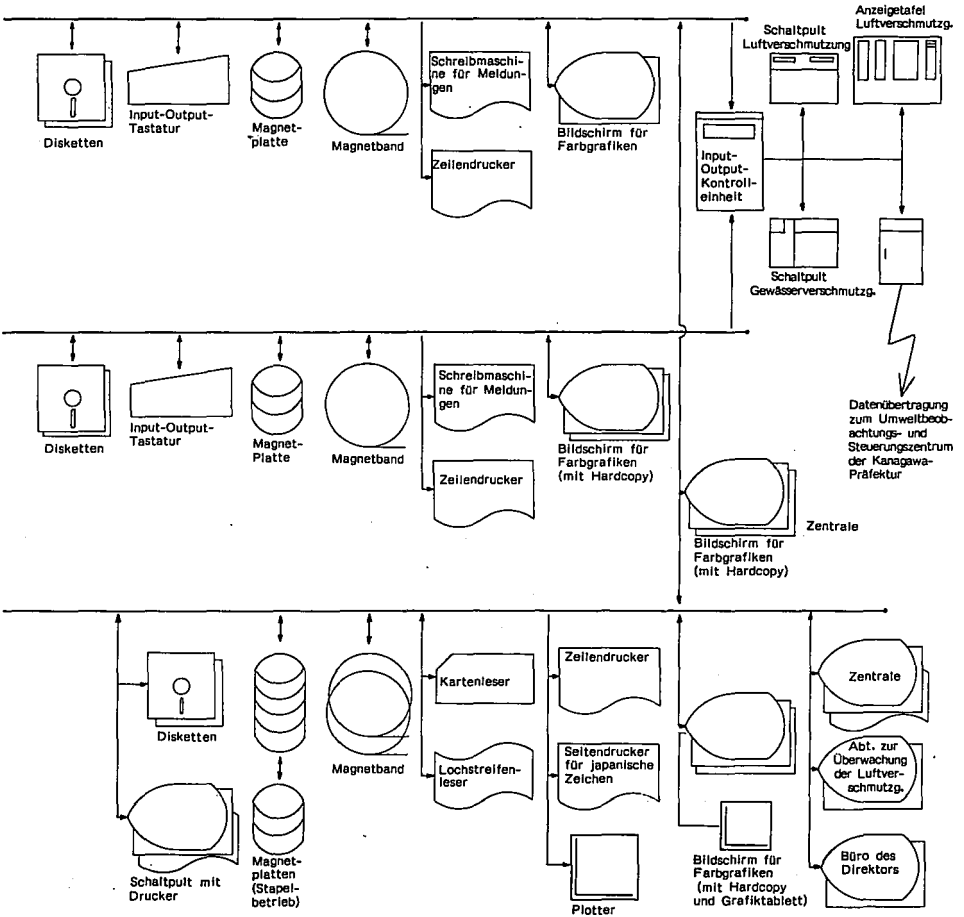 Anzeigetafel
Luftverschmutzg.
Schaltpult
Luftverschmutzung
Disketten
Input-Output-
Tastatur
Magnet-
platte
Magnetband
Schreibmaschi-
ne für Meldun-
gen
Zeilendrucker
Bildschirm für
Farbgrafiken
Input-
Output-
Kontroll-
einheit
Schaltpult
Gewässerverschmutzg.
Disketten
Input-Output-
Tastatur
Magnet-
Platte
Magnetband
Schreibmaschi-
ne für Meldun-
gen
Zeilendrucker
Bildschirm für
Farbgrafiken
(mit Hardcopy)
Datenübertragung
zum Umweltbeob-
achtungs- und
Steuerungszentrum
der Kanagawa-
Präfektur
Zentrale
Bildschirm für
Farbgrafiken
(mit Hardcopy)
Disketten
Schaltpult mit
Drucker
Magnet-
platten
(Stapel-
betrieb)
Magnetband
Kartenleser
Lochstreifen-
leser
Zeilendrucker
Seitendrucker
für japanische
Zeichen
Plotter
Bildschirm für
Farbgrafiken
(mit Hardcopy
und Grafiktablett)
Zentrale
Abt. zur
Überwachung
der Luftver-
schmutzg.
Büro des
Direktors